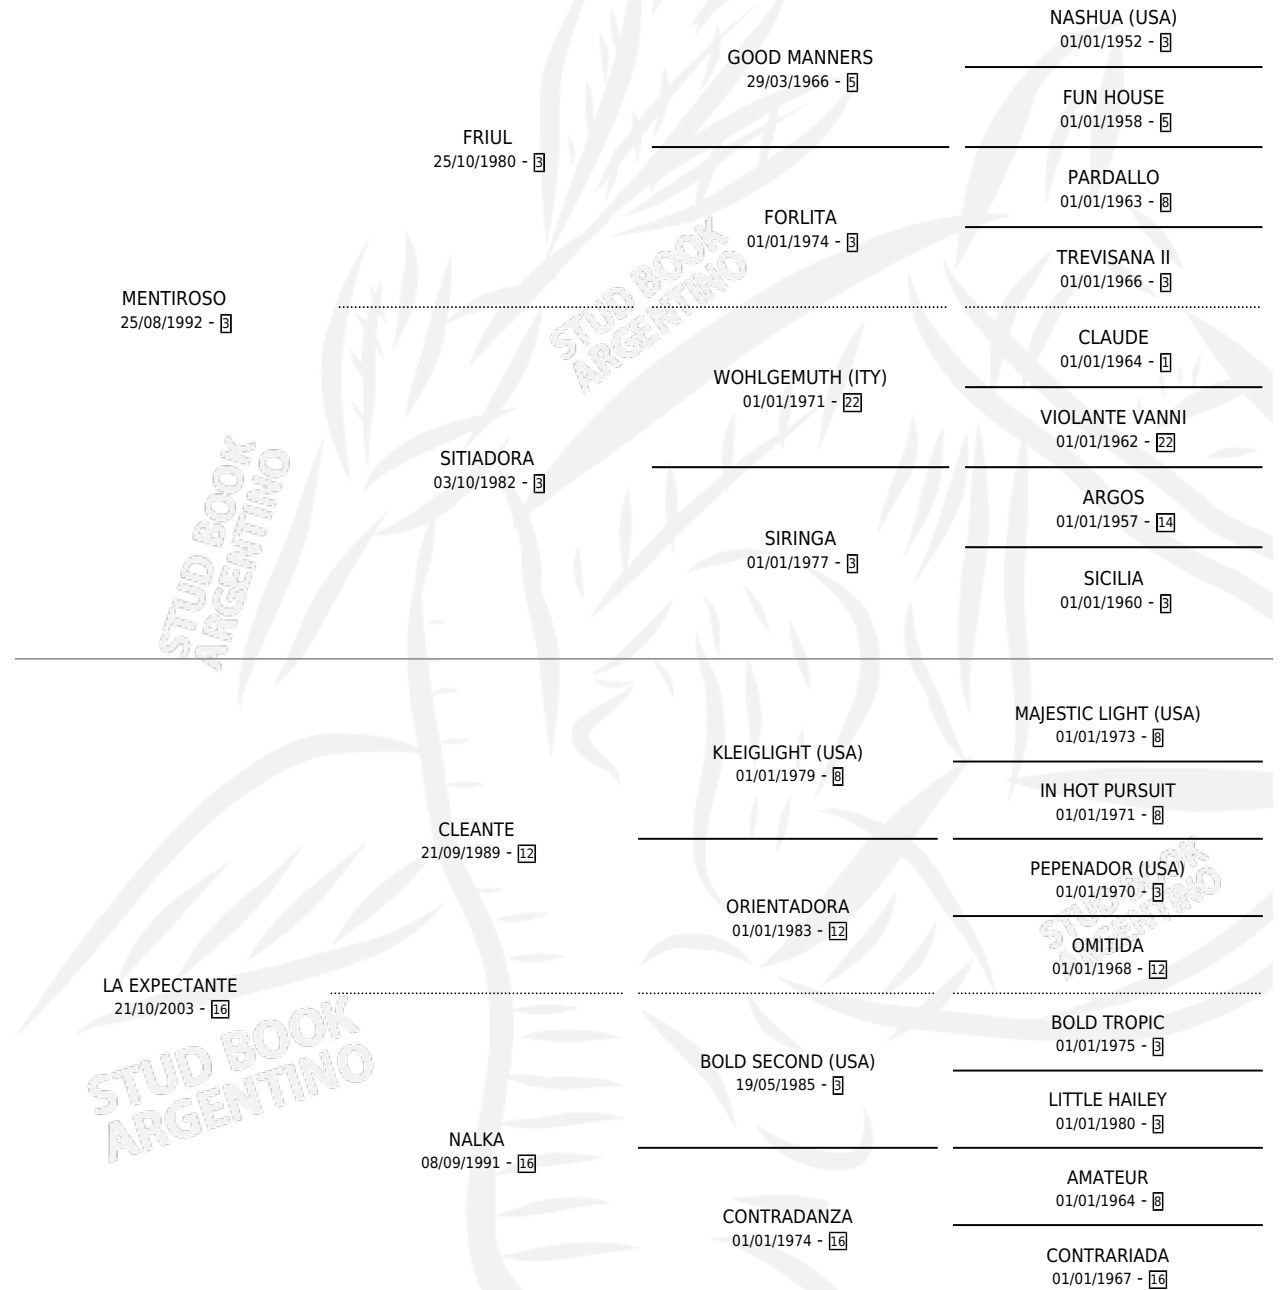 NASHUA (USA)
01/01/1952 - 3
GOOD MANNERS
29/03/1966 - 5
FUN HOUSE
01/01/1958 - 5
FRIUL
25/10/1980 - 3
PARDALLO
01/01/1963 - 8
FORLITA
01/01/1974 - 3
TREVISANA II
01/01/1966 - 3
MENTIROSO
25/08/1992 - 3
CLAUDE
01/01/1964 - 1
WOHLGEMUTH (ITY)
01/01/1971 - 22
VIOLANTE VANNI
01/01/1962 - 22
SITIADORA
03/10/1982 - 3
ARGOS
01/01/1957 - 14
SIRINGA
01/01/1977 - 3
SICILIA
01/01/1960 - 3
STUD BOOK
ARGENTINO
STUD BOOK
ARGENTINO
MAJESTIC LIGHT (USA)
01/01/1973 - 8
KLEIGLIGHT (USA)
01/01/1979 - 8
IN HOT PURSUIT
01/01/1971 - 8
CLEANTE
21/09/1989 - 12
PEPENADOR (USA)
01/01/1970 - 3
ORIENTADORA
01/01/1983 - 12
OMITIDA
01/01/1968 - 12
LA EXPECTANTE
21/10/2003 - 16
BOLD TROPIC
01/01/1975 - 3
BOLD SECOND (USA)
19/05/1985 - 3
LITTLE HAILEY
01/01/1980 - 3
NALKA
08/09/1991 - 16
AMATEUR
01/01/1964 - 8
CONTRADANZA
01/01/1974 - 16
CONTRARIADA
01/01/1967 - 16
STUD BOOK
ARGENTINO
STUD BOOK
ARGENTINO